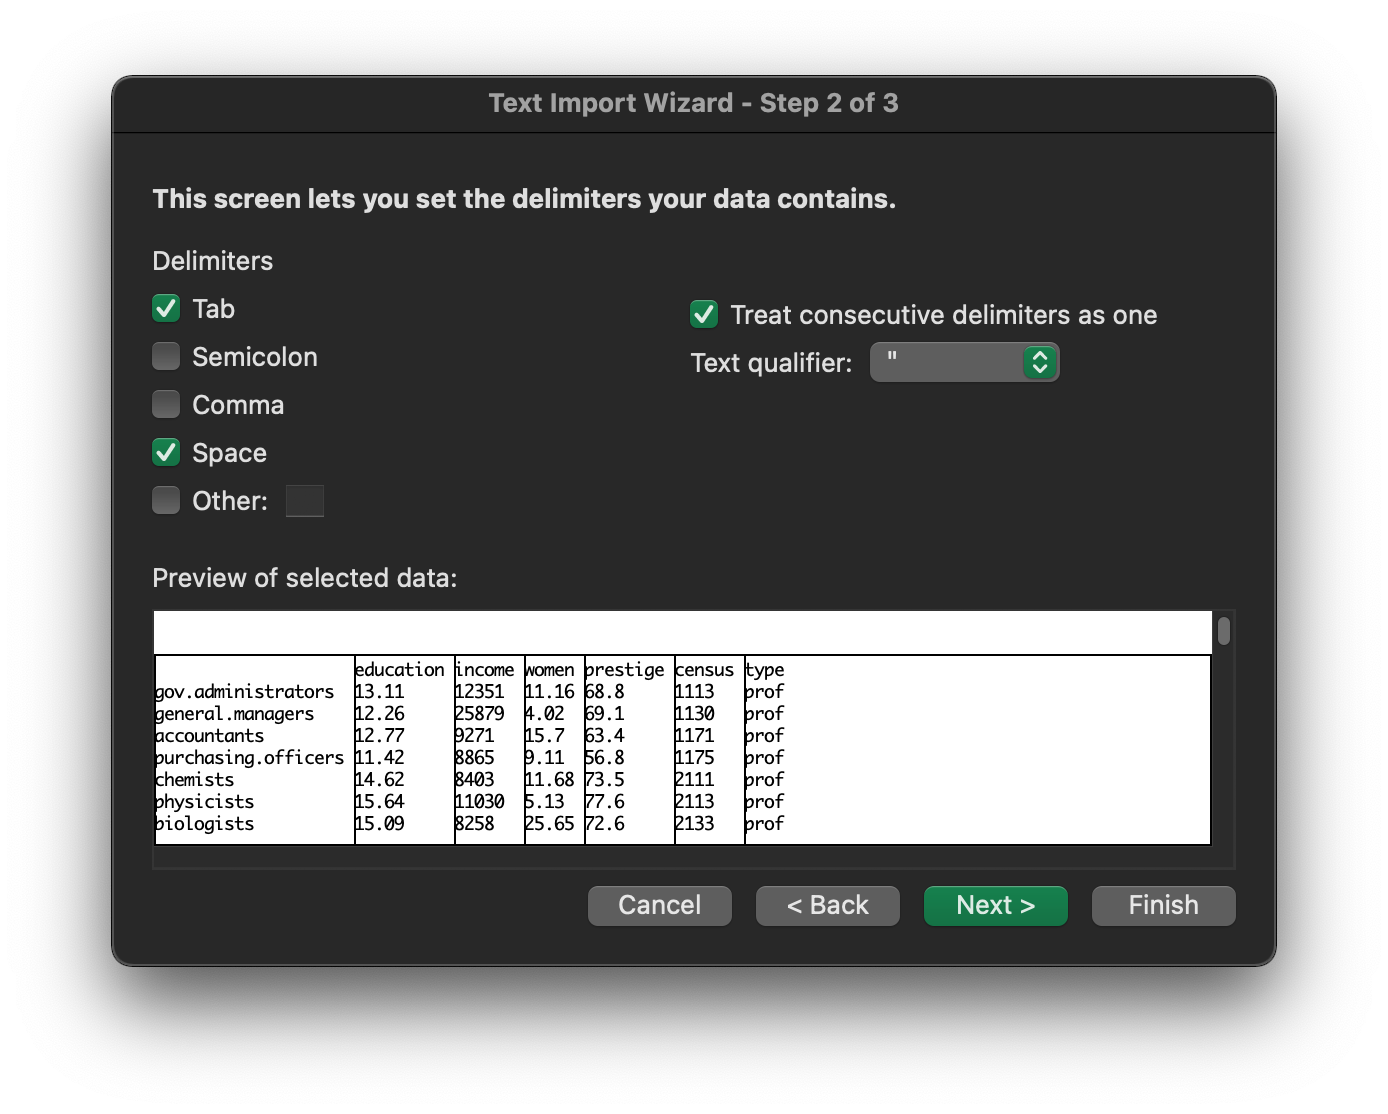 Text Import Wizard - Step 2 of 3
This screen lets you set the delimiters your data contains.
Delimiters
Tab
Semicolon
Comma
Space
Other:
Treat consecutive delimiters as one
Text qualifier: "
Preview of selected data:
education income women prestige census type
gov.administrators 13.11 12351 11.16 68.8 1113 prof
general.managers 12.26 25879 4.02 69.1 1130 prof
accountants 12.77 9271 15.7 63.4 1171 prof
purchasing.officers 11.42 8865 9.11 56.8 1175 prof
chemists 14.62 8403 11.68 73.5 2111 prof
physicists 15.64 11030 5.13 77.6 2113 prof
biologists 15.09 8258 25.65 72.6 2133 prof
Cancel < Back Next > Finish